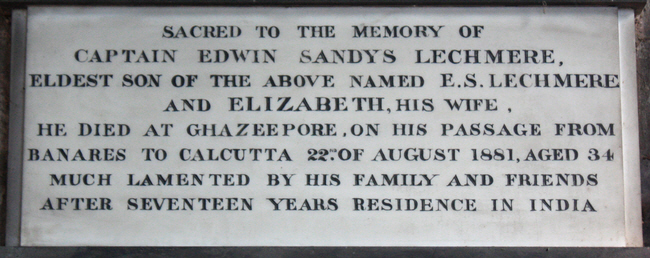 SACRED TO THE MEMORY OF
CAPTAIN EDWIN SANDYS LECHMERE,
ELDEST SON OF THE ABOVE NAMED E.S. LECHMERE
AND ELIZABETH, HIS WIFE,
HE DIED AT GHAZEEPORE, ON HIS PASSAGE FROM
BANARES TO CALCUTTA 22ND. OF AUGUST 1881, AGED 34
MUCH LAMENTED BY HIS FAMILY AND FRIENDS
AFTER SEVENTEEN YEARS RESIDENCE IN INDIA